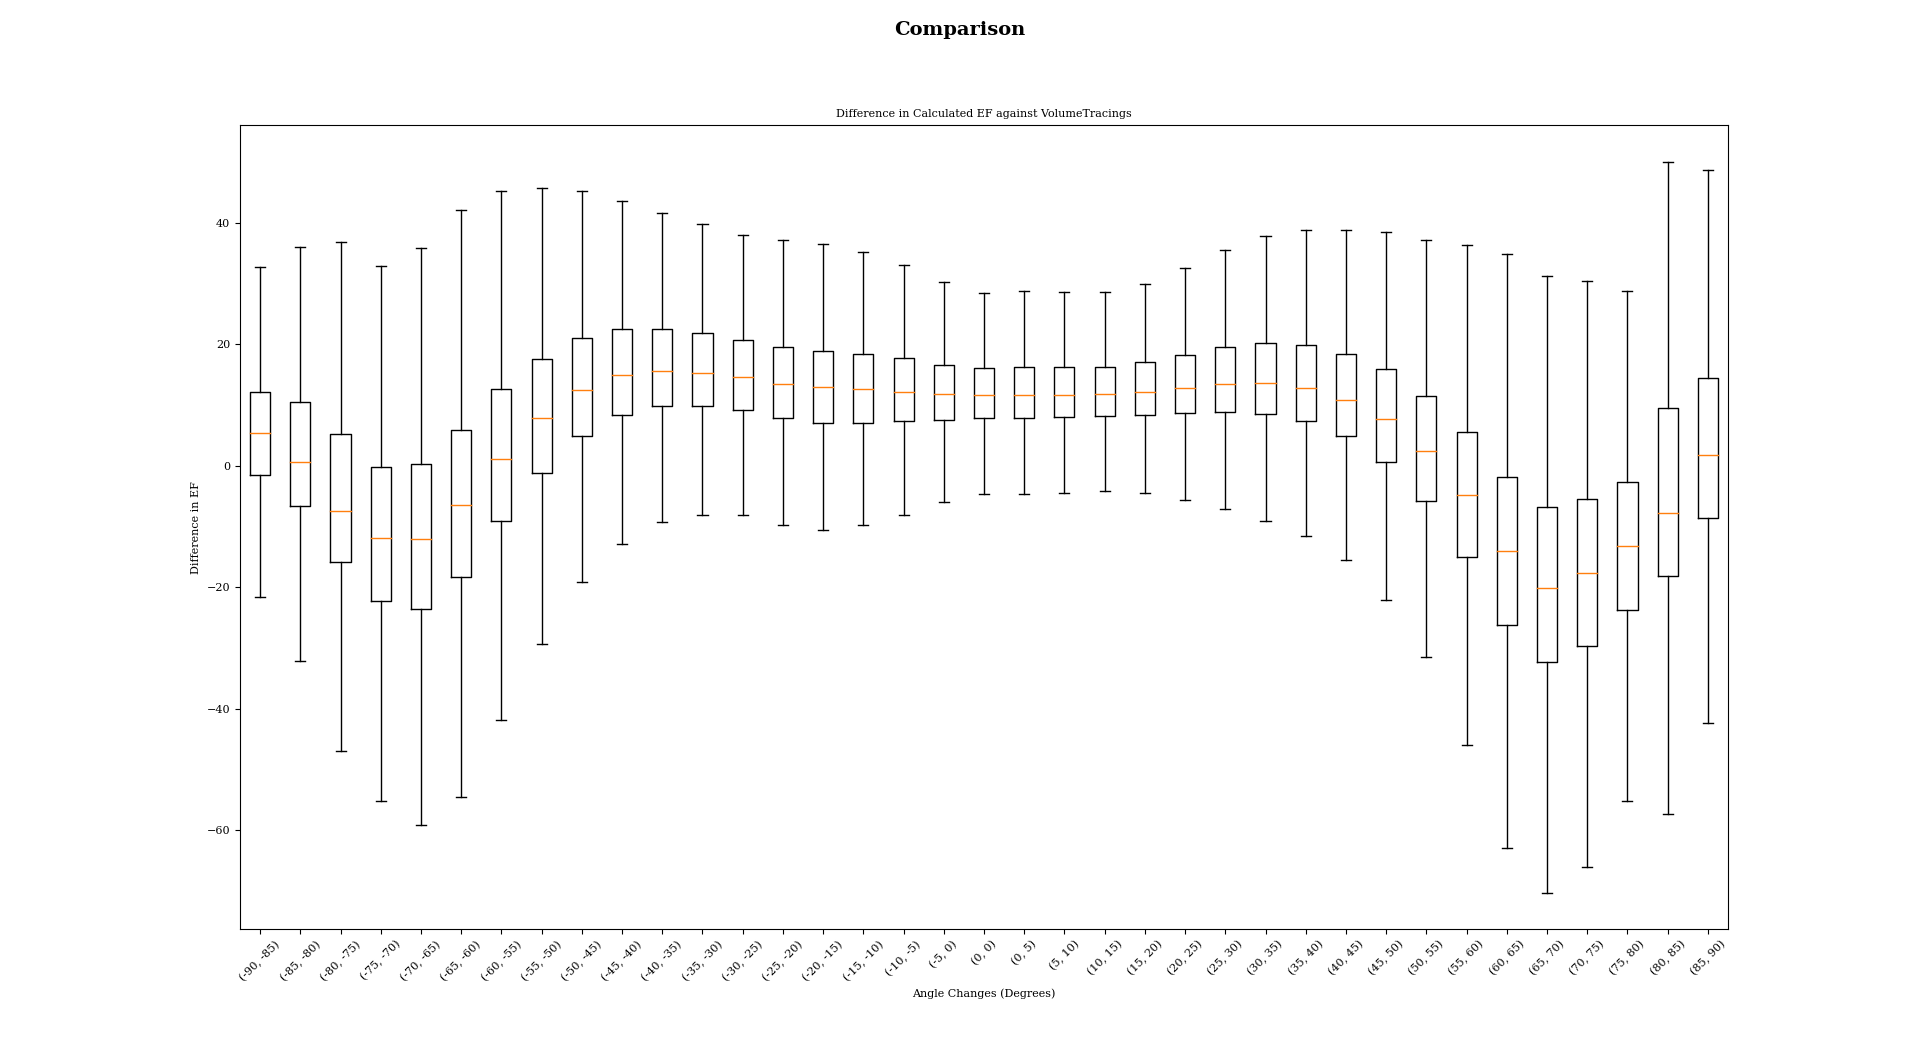 Comparison
Difference in Calculated EF against VolumeTracings
Difference in EF
40
20
0
−20
−40
−60
(-90, -85) (-85, -80) (-80, -75) (-75, -70) (-70, -65) (-65, -60) (-60, -55) (-55, -50) (-50, -45) (-45, -40) (-40, -35) (-35, -30) (-30, -25) (-25, -20) (-20, -15) (-15, -10) (-10, -5) (-5, 0) (0, 0) (0, 5) (5, 10) (10, 15) (15, 20) (20, 25) (25, 30) (30, 35) (35, 40) (40, 45) (45, 50) (50, 55) (55, 60) (60, 65) (65, 70) (70, 75) (75, 80) (80, 85) (85, 90)
Angle Changes (Degrees)